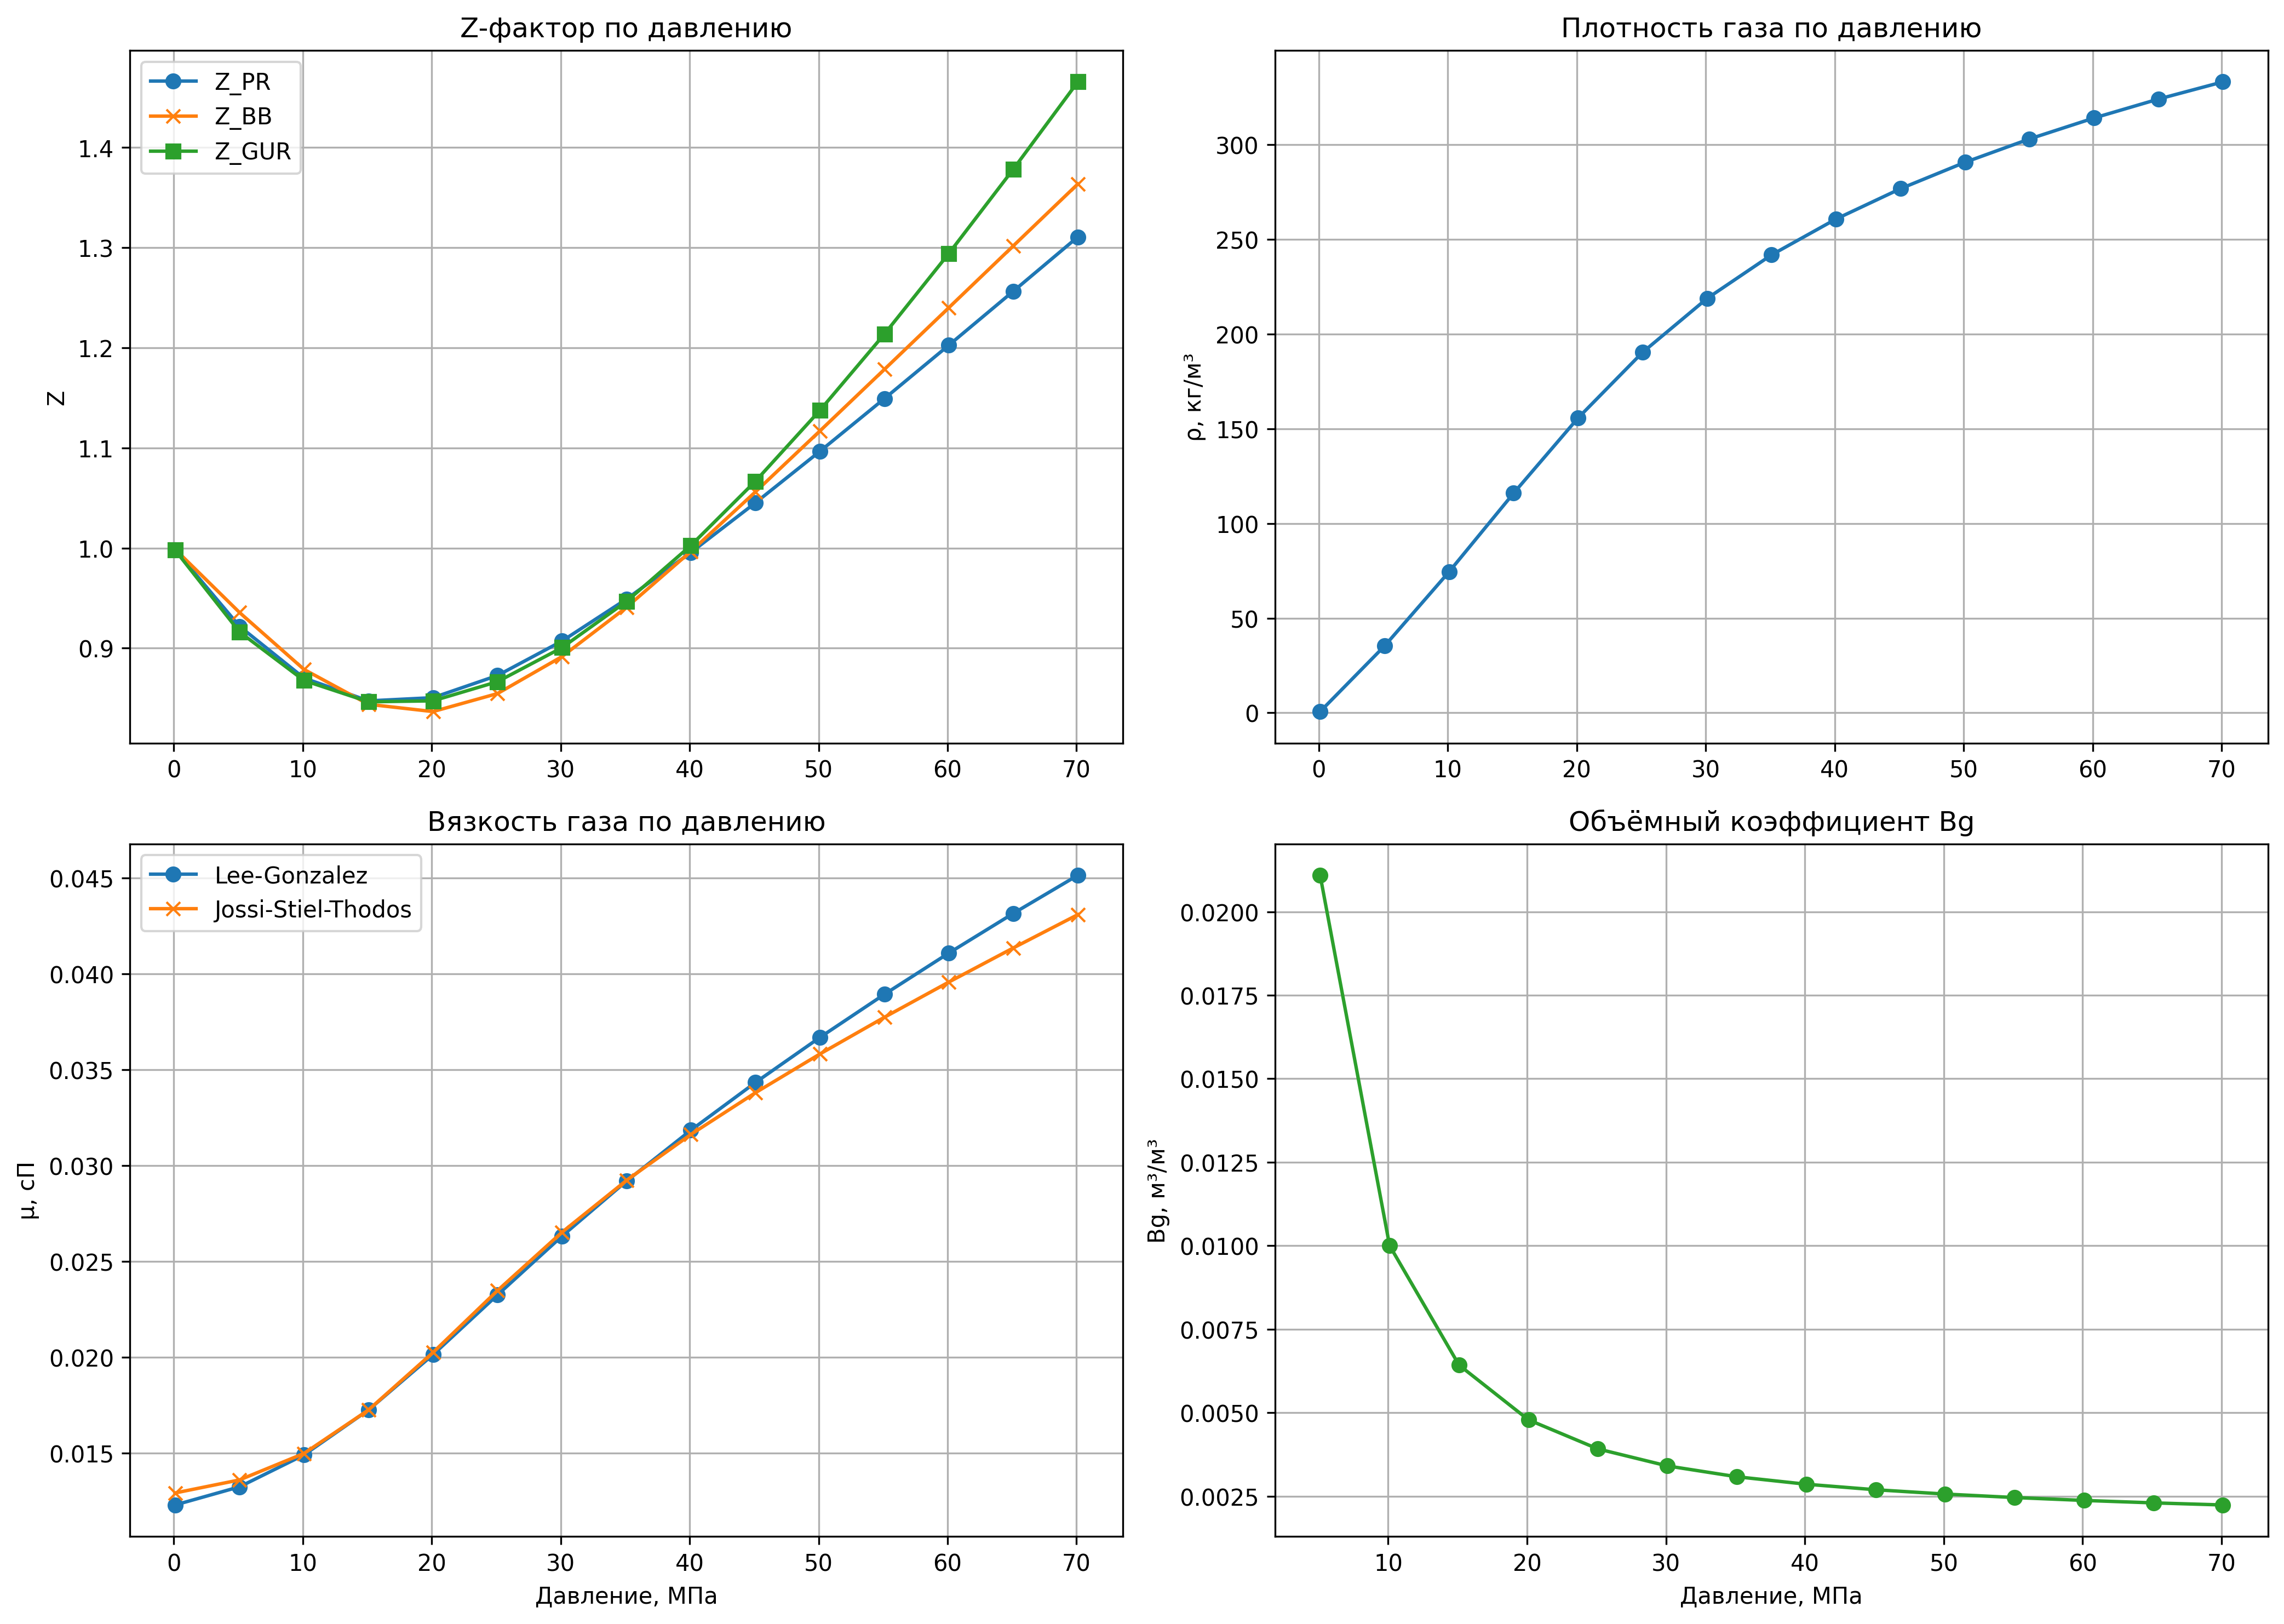 Z-фактор по давлению
Z
1.4
1.3
1.2
1.1
1.0
0.9
Z_PR
Z_BB
Z_GUR
0 10 20 30 40 50 60 70
Плотность газа по давлению
ρ, кг/м³
300
250
200
150
100
50
0
0 10 20 30 40 50 60 70
Вязкость газа по давлению
μ, сП
0.045
0.040
0.035
0.030
0.025
0.020
0.015
Lee-Gonzalez
Jossi-Stiel-Thodos
0 10 20 30 40 50 60 70
Давление, МПа
Объёмный коэффициент Bg
Bg, м³/м³
0.0200
0.0175
0.0150
0.0125
0.0100
0.0075
0.0050
0.0025
10 20 30 40 50 60 70
Давление, МПа